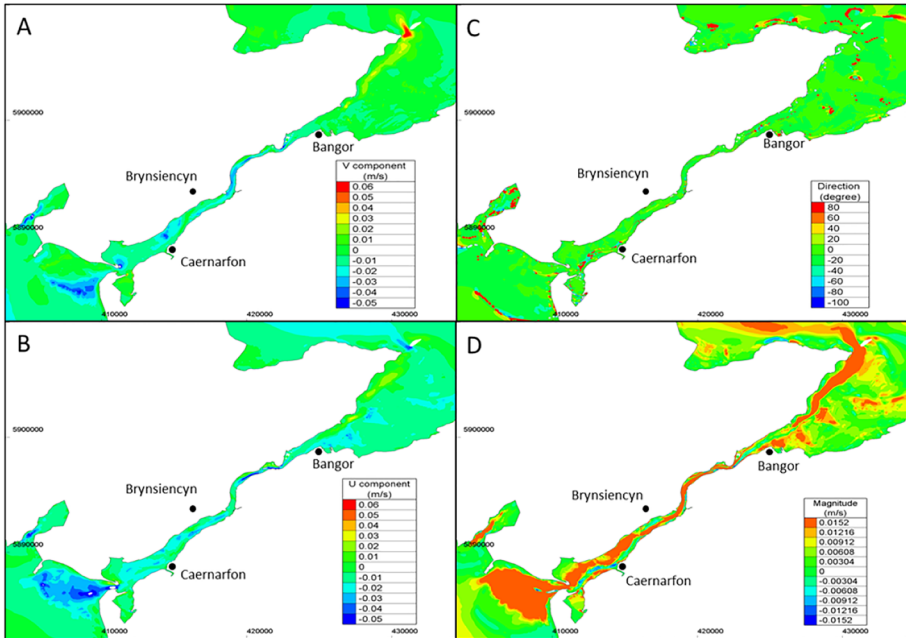 A
5900000
Bangor
Brynsiencyn
V component
(m/s)
0.06
0.05
0.04
0.03
0.02
0.01
0
-0.01
-0.02
-0.03
-0.04
-0.05
5890000
Caernarfon
410000
420000
430000
C
5900000
Bangor
Brynsiencyn
Direction
(degree)
80
60
40
20
0
-20
-40
-60
-80
-100
5890000
Caernarfon
410000
420000
430000
B
5900000
Bangor
Brynsiencyn
U component
(m/s)
0.06
0.05
0.04
0.03
0.02
0.01
0
-0.01
-0.02
-0.03
-0.04
-0.05
5890000
Caernarfon
410000
420000
430000
D
5900000
Bangor
Brynsiencyn
Magnitude
(m/s)
0.0152
0.01216
0.00912
0.00608
0.00304
0
-0.00304
-0.00608
-0.00912
-0.01216
-0.0152
5890000
Caernarfon
410000
420000
430000